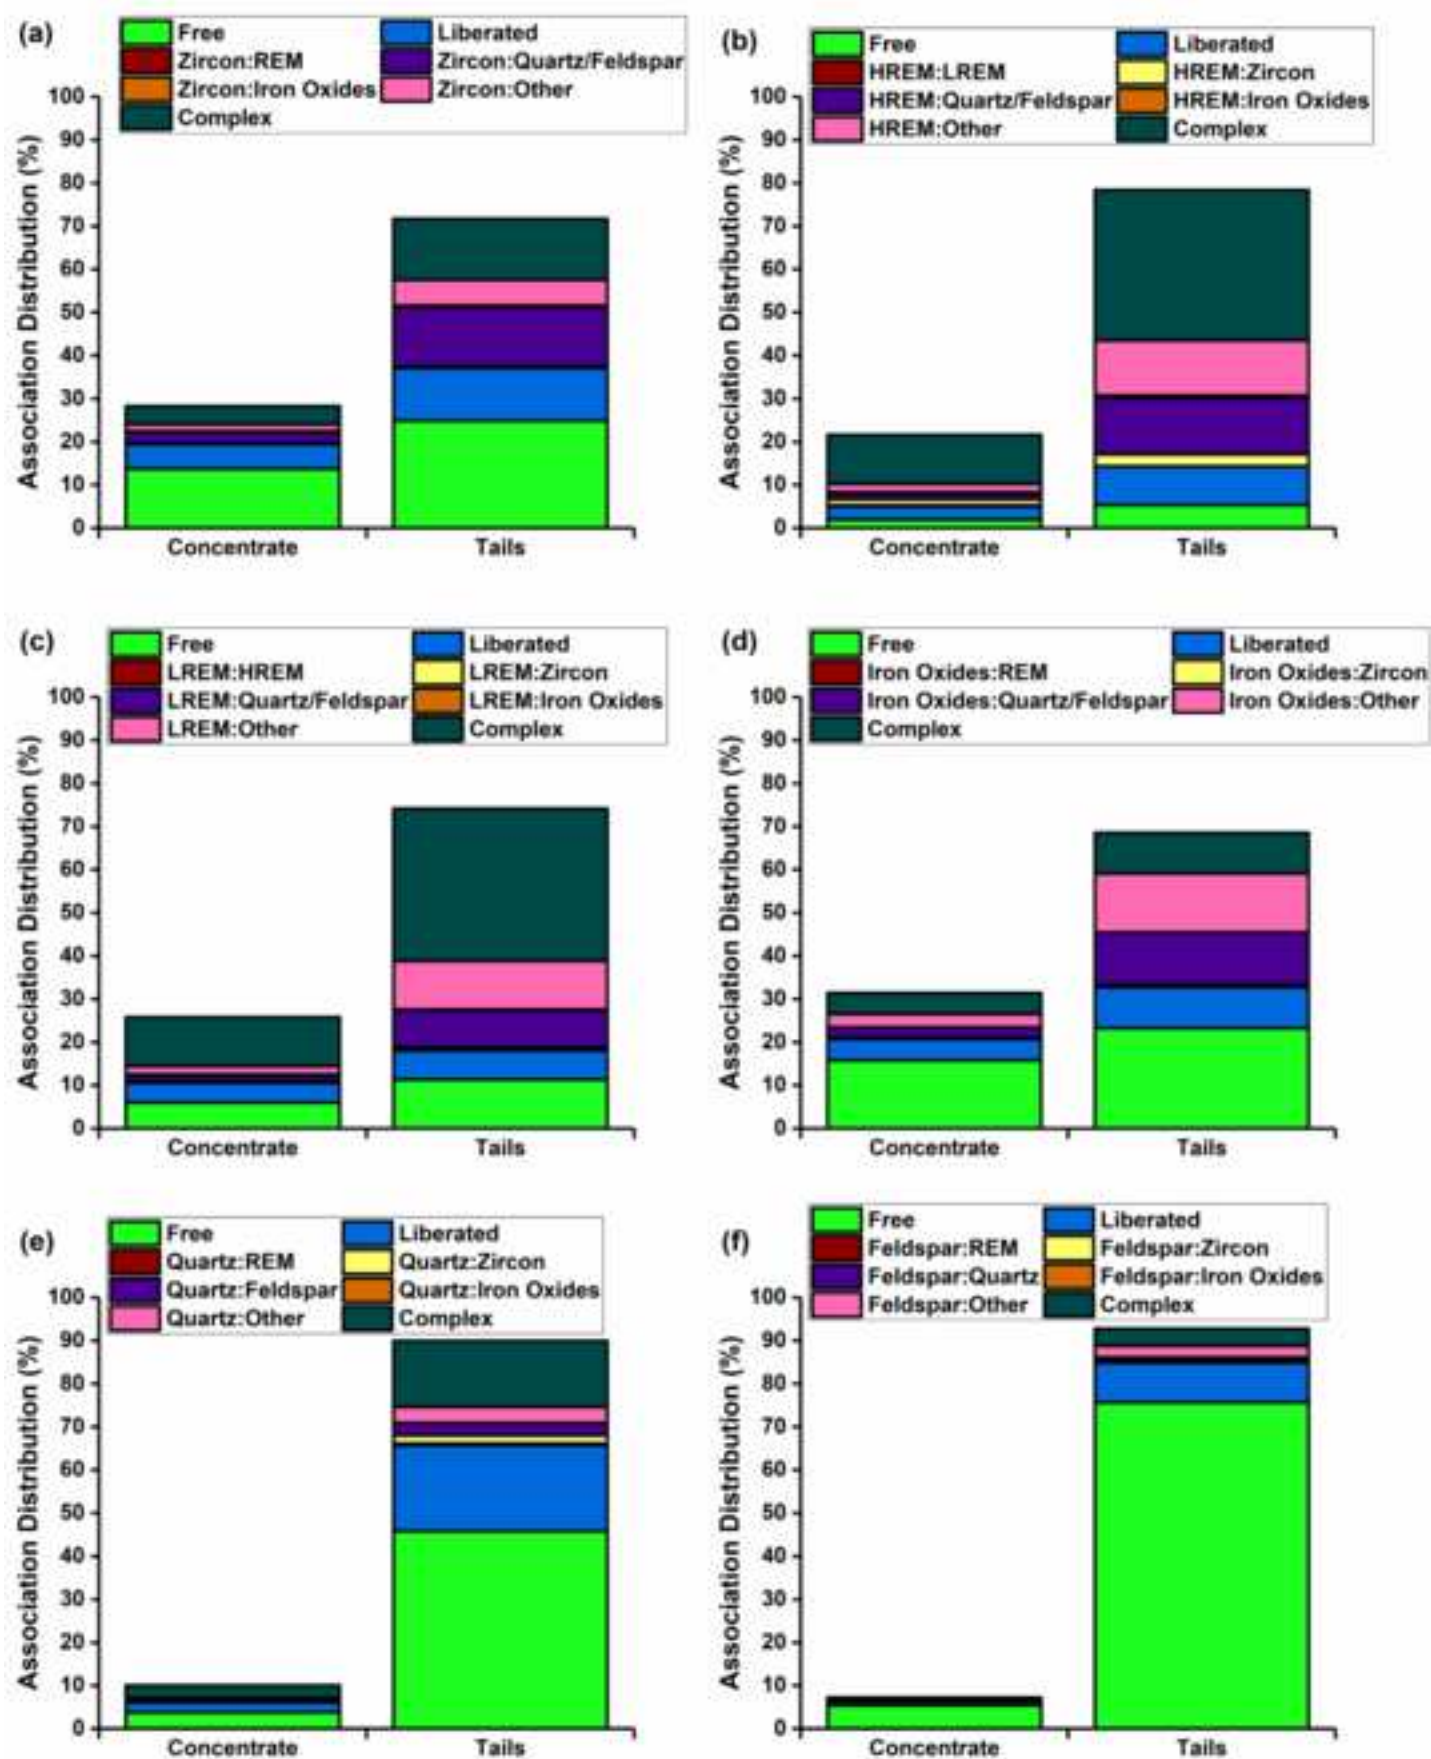 (a)
Free Liberated
Zircon:REM Zircon:Quartz/Feldspar
Zircon:Iron Oxides Zircon:Other
Complex
Association Distribution (%)
100
90
80
70
60
50
40
30
20
10
0
Concentrate Tails
(b)
Free Liberated
HREM:LREM HREM:Zircon
HREM:Quartz/Feldspar HREM:Iron Oxides
HREM:Other Complex
Association Distribution (%)
100
90
80
70
60
50
40
30
20
10
0
Concentrate Tails
(c)
Free Liberated
LREM:HREM LREM:Zircon
LREM:Quartz/Feldspar LREM:Iron Oxides
LREM:Other Complex
Association Distribution (%)
100
90
80
70
60
50
40
30
20
10
0
Concentrate Tails
(d)
Free Liberated
Iron Oxides:REM Iron Oxides:Zircon
Iron Oxides:Quartz/Feldspar Iron Oxides:Other
Complex
Association Distribution (%)
100
90
80
70
60
50
40
30
20
10
0
Concentrate Tails
(e)
Free Liberated
Quartz:REM Quartz:Zircon
Quartz:Feldspar Quartz:Iron Oxides
Quartz:Other Complex
Association Distribution (%)
100
90
80
70
60
50
40
30
20
10
0
Concentrate Tails
(f)
Free Liberated
Feldspar:REM Feldspar:Zircon
Feldspar:Quartz Feldspar:Iron Oxides
Feldspar:Other Complex
Association Distribution (%)
100
90
80
70
60
50
40
30
20
10
0
Concentrate Tails